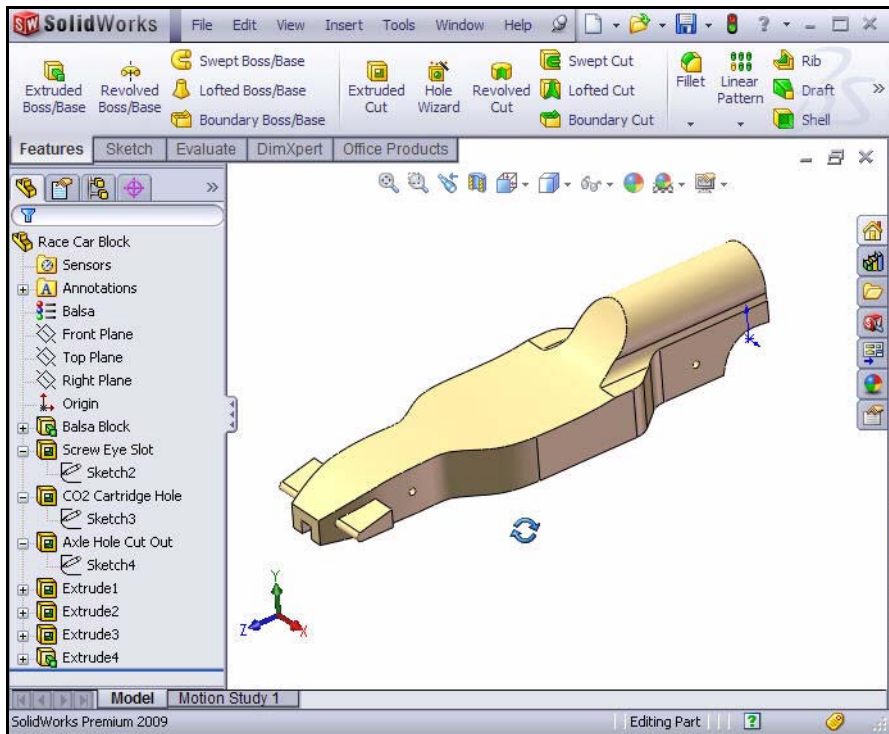 SolidWorks File Edit View Insert Tools Window Help
Extruded Boss/Base
Revolved Boss/Base
Swept Boss/Base
Lofted Boss/Base
Boundary Boss/Base
Extruded Cut
Hole Wizard
Revolved Cut
Swept Cut
Lofted Cut
Boundary Cut
Fillet
Linear Pattern
Rib
Draft
Shell
Features Sketch Evaluate DimXpert Office Products
Race Car Block
Sensors
Annotations
Balsa
Front Plane
Top Plane
Right Plane
Origin
Balsa Block
Screw Eye Slot
Sketch2
CO2 Cartridge Hole
Sketch3
Axle Hole Cut Out
Sketch4
Extrude1
Extrude2
Extrude3
Extrude4
Y
Z X
Model Motion Study 1
SolidWorks Premium 2009 Editing Part